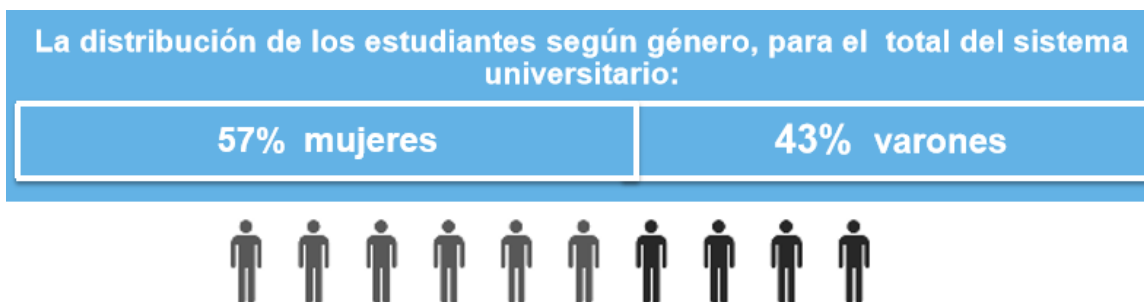 La distribución de los estudiantes según género, para el total del sistema
universitario:
57% mujeres
43% varones